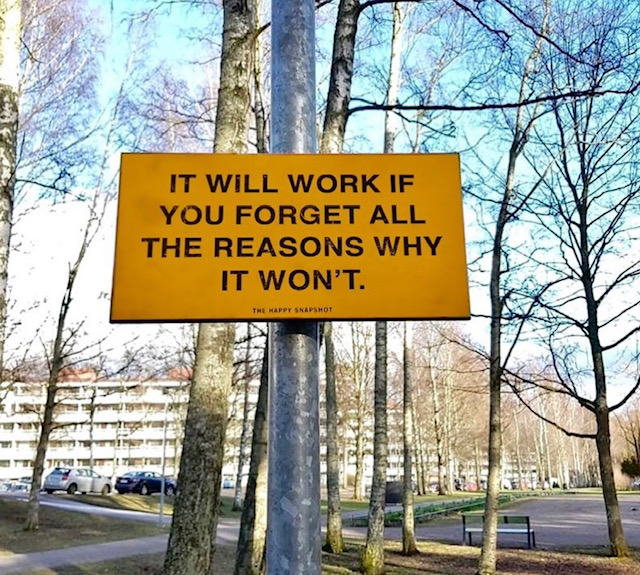 IT WILL WORK IF
YOU FORGET ALL
THE REASONS WHY
IT WON'T.
THE HAPPY SNAPSHOT